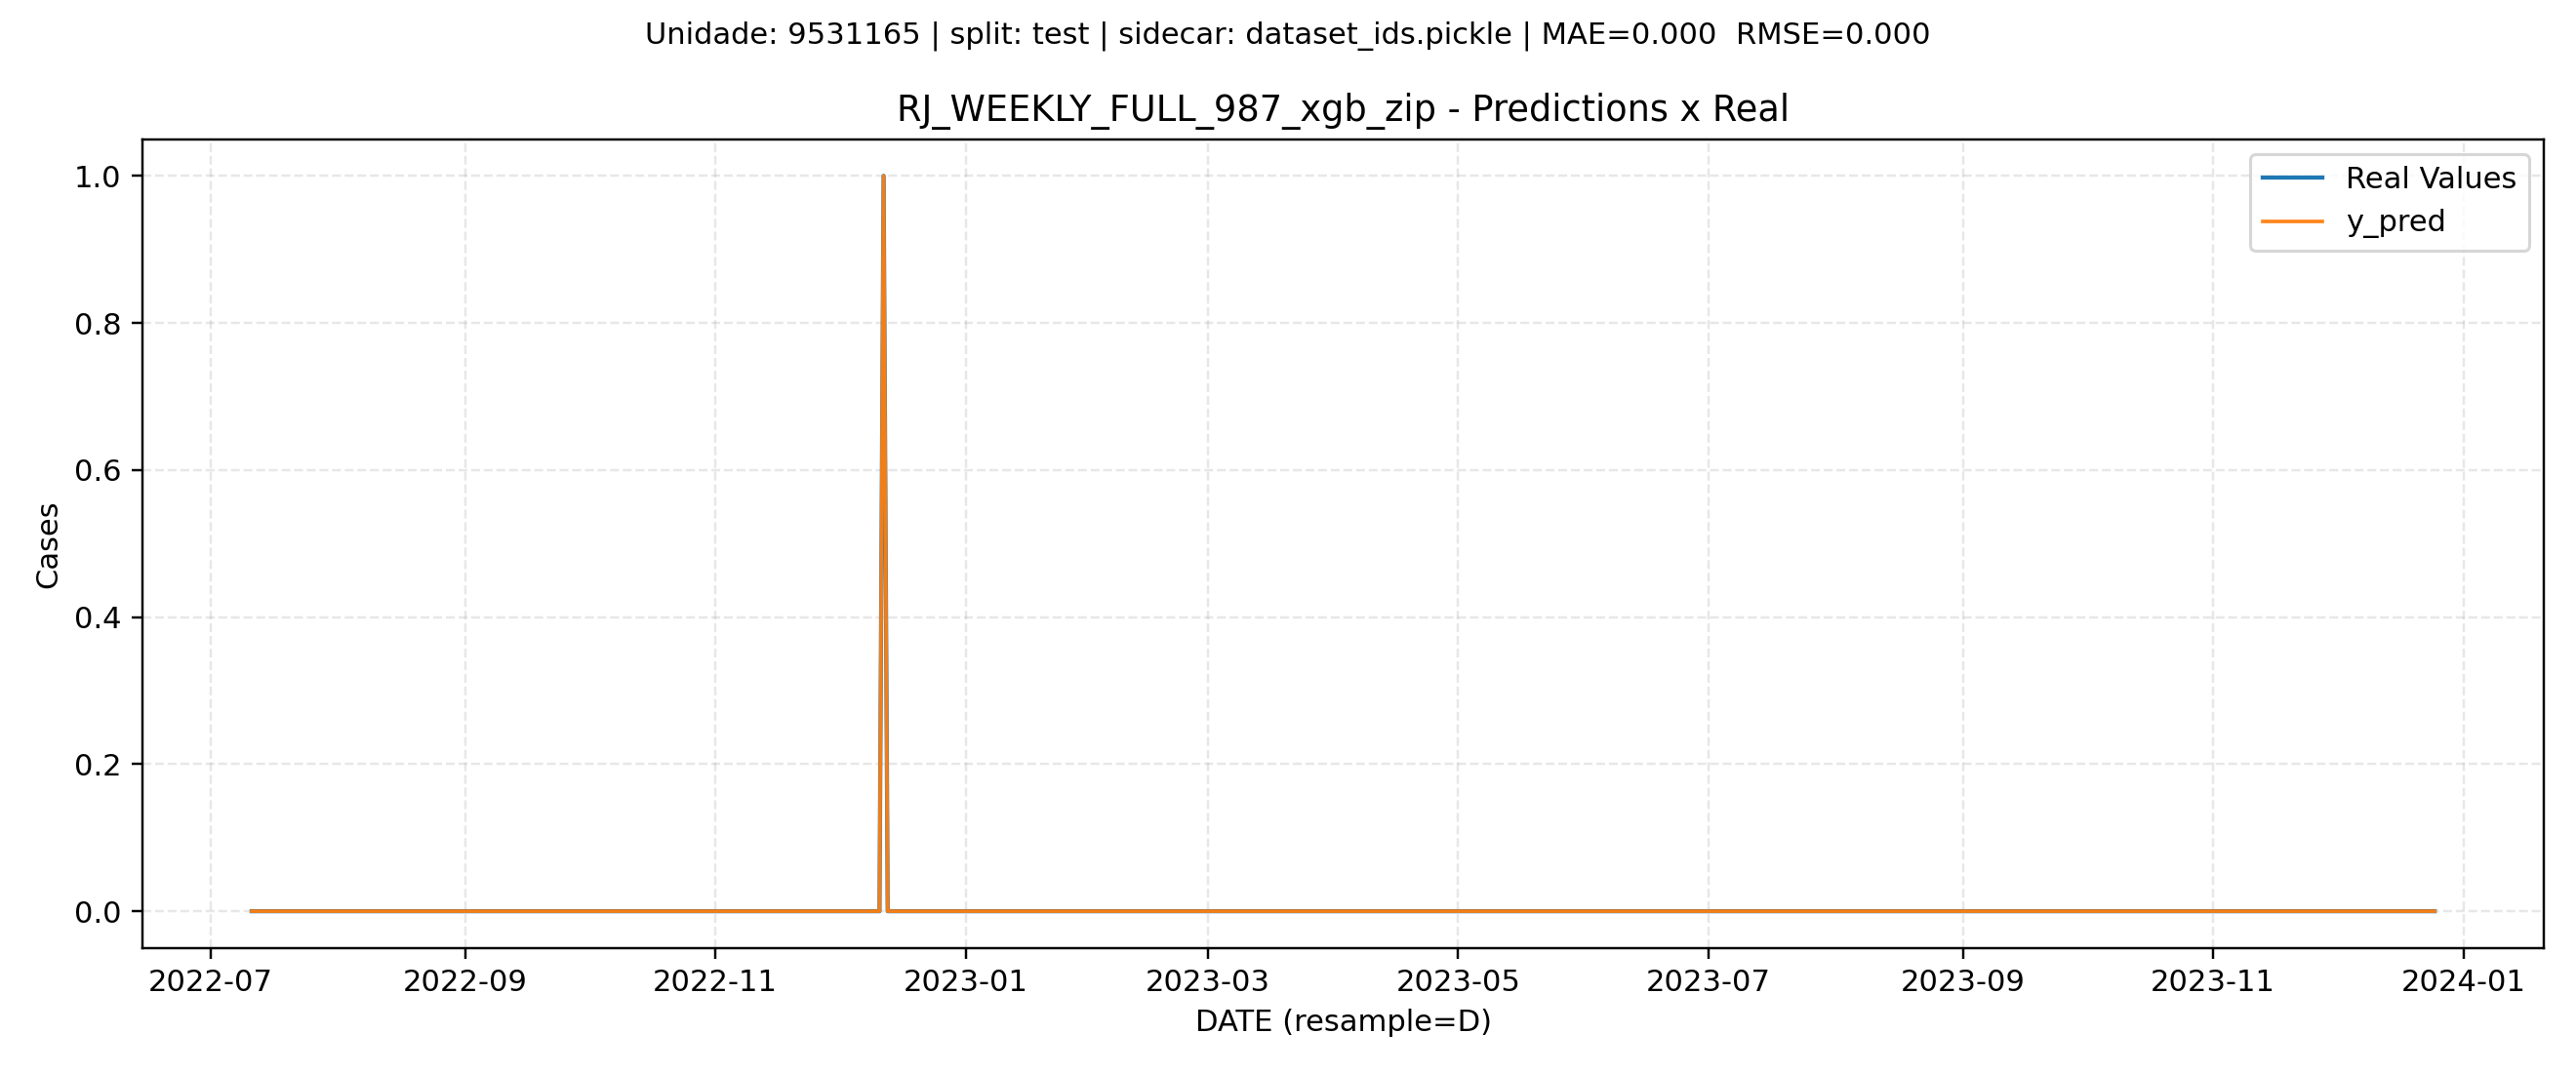 Unidade: 9531165 | split: test | sidecar: dataset_ids.pickle | MAE=0.000  RMSE=0.000
RJ_WEEKLY_FULL_987_xgb_zip - Predictions x Real
Real Values
y_pred
1.0
0.8
0.6
0.4
0.2
0.0
Cases
2022-07
2022-09
2022-11
2023-01
2023-03
2023-05
2023-07
2023-09
2023-11
2024-01
DATE (resample=D)